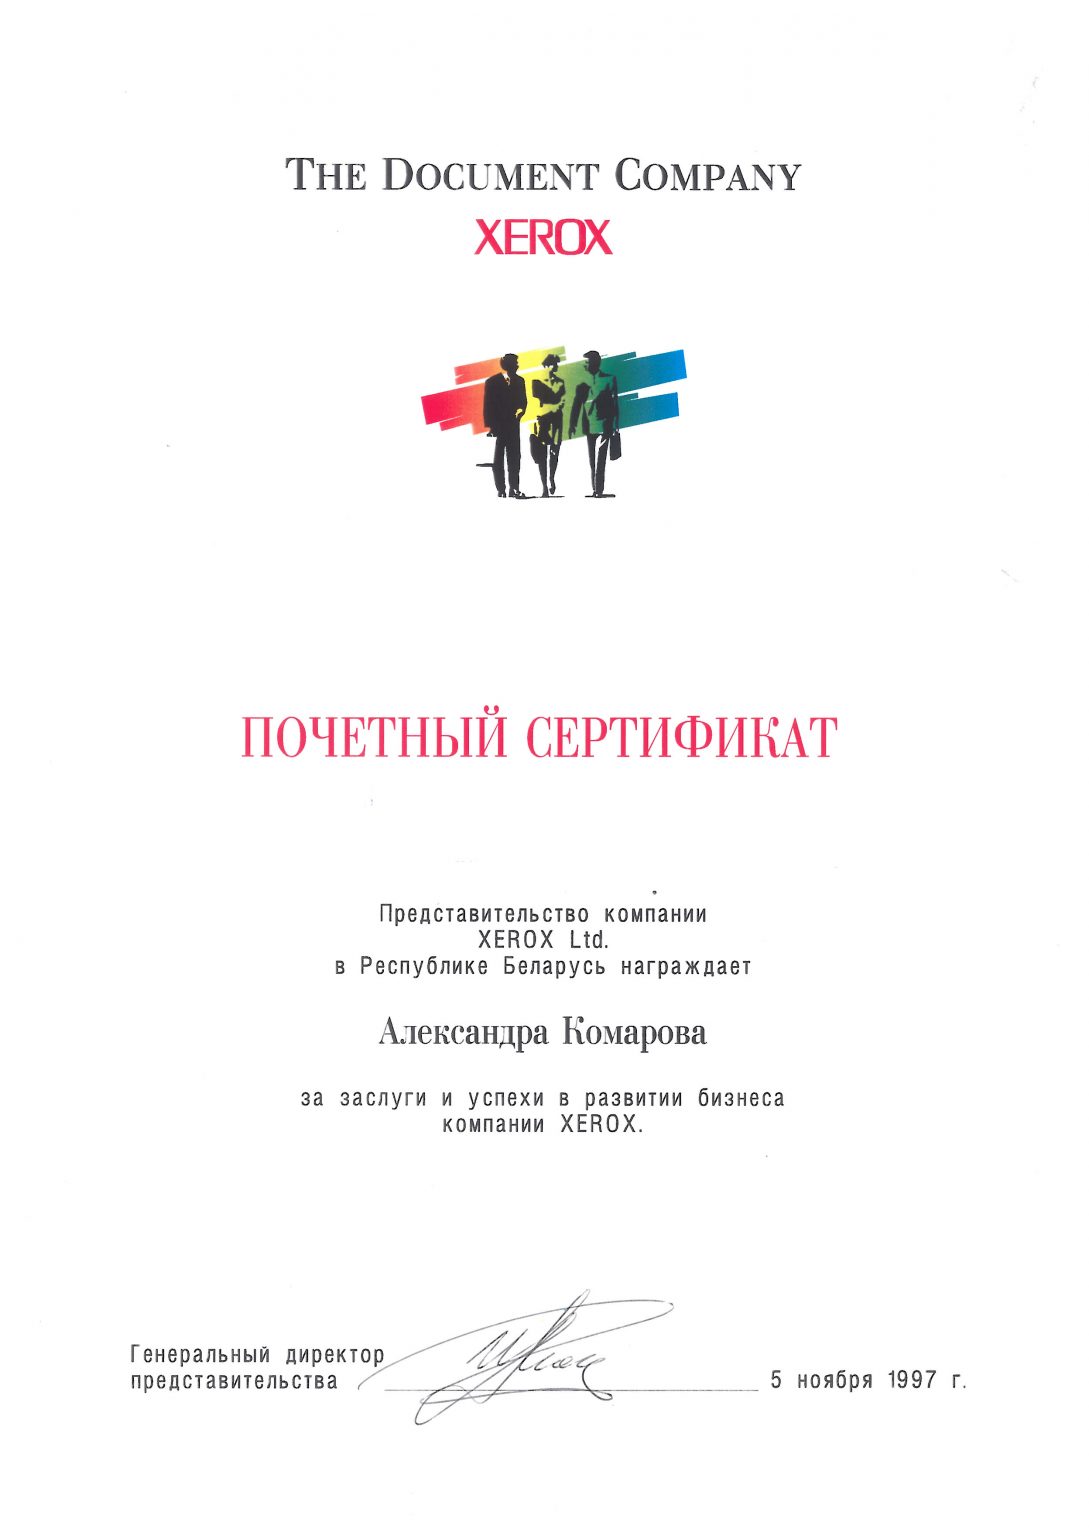 THE DOCUMENT COMPANY
XEROX
ПОЧЕТНЫЙ СЕРТИФИКАТ
Представительство компании
XEROX Ltd.
в Республике Беларусь награждает
Александра Комарова
за заслуги и успехи в развитии бизнеса
компании XEROX.
Генеральный директор
представительства 5 ноября 1997 г.